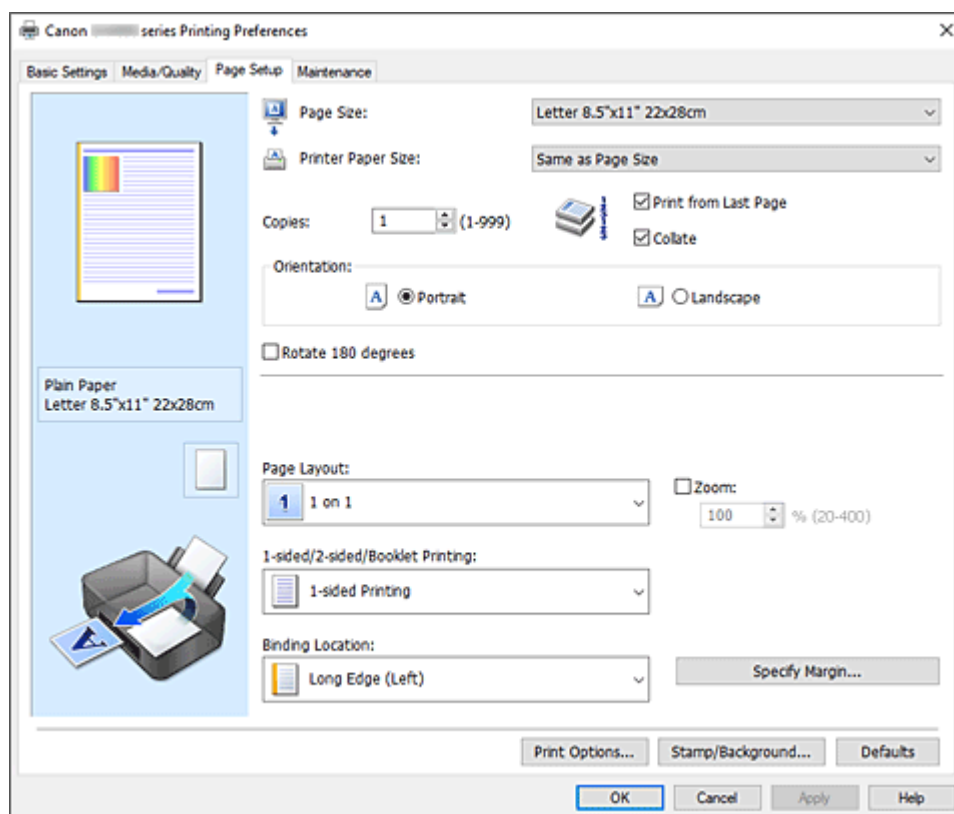 Canon series Printing Preferences
Basic Settings Media/Quality Page Setup Maintenance
Page Size: Letter 8.5"x11" 22x28cm
Printer Paper Size: Same as Page Size
Copies: 1 (1-999)
Print from Last Page
Collate
Orientation:
A Portrait A Landscape
Rotate 180 degrees
Plain Paper
Letter 8.5"x11" 22x28cm
Page Layout:
1 1 on 1
Zoom:
100 % (20-400)
1-sided/2-sided/Booklet Printing:
1-sided Printing
Binding Location:
Long Edge (Left) Specify Margin...
A
Print Options... Stamp/Background... Defaults
OK Cancel Apply Help